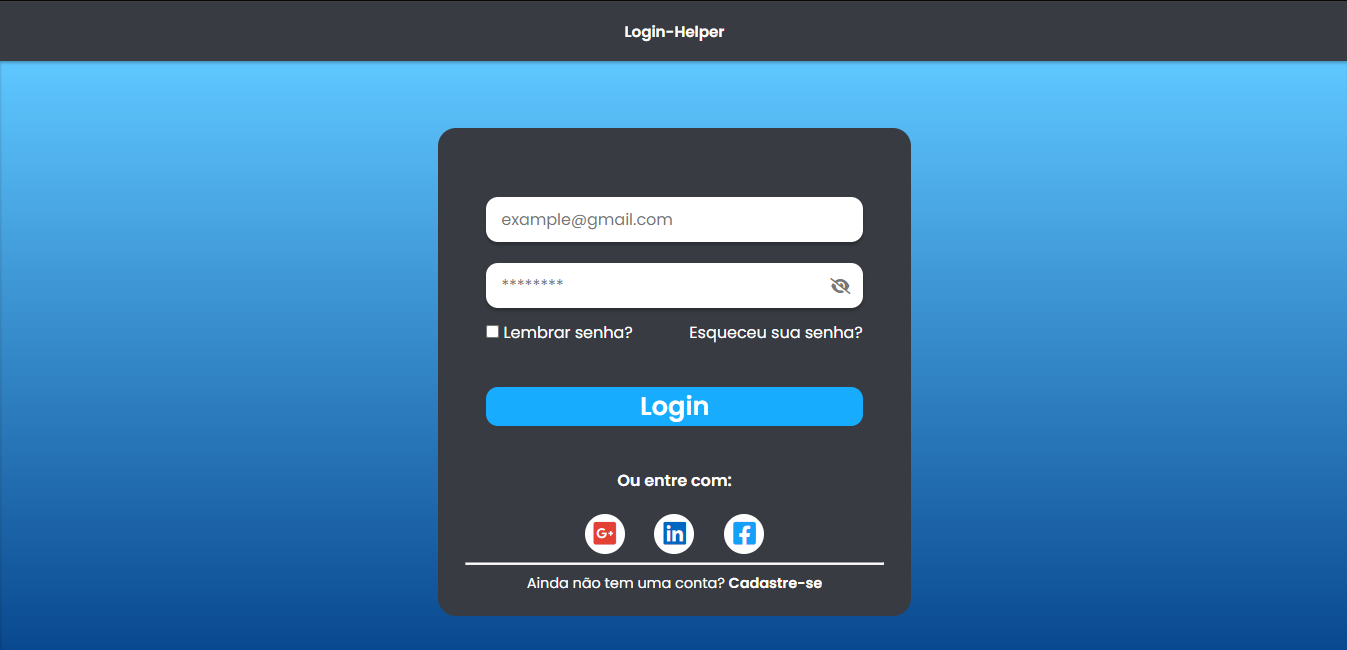 Login-Helper
example@gmail.com
********
Lembrar senha? Esqueceu sua senha?
Login
Ou entre com:
G+ in f
Ainda não tem uma conta? Cadastre-se